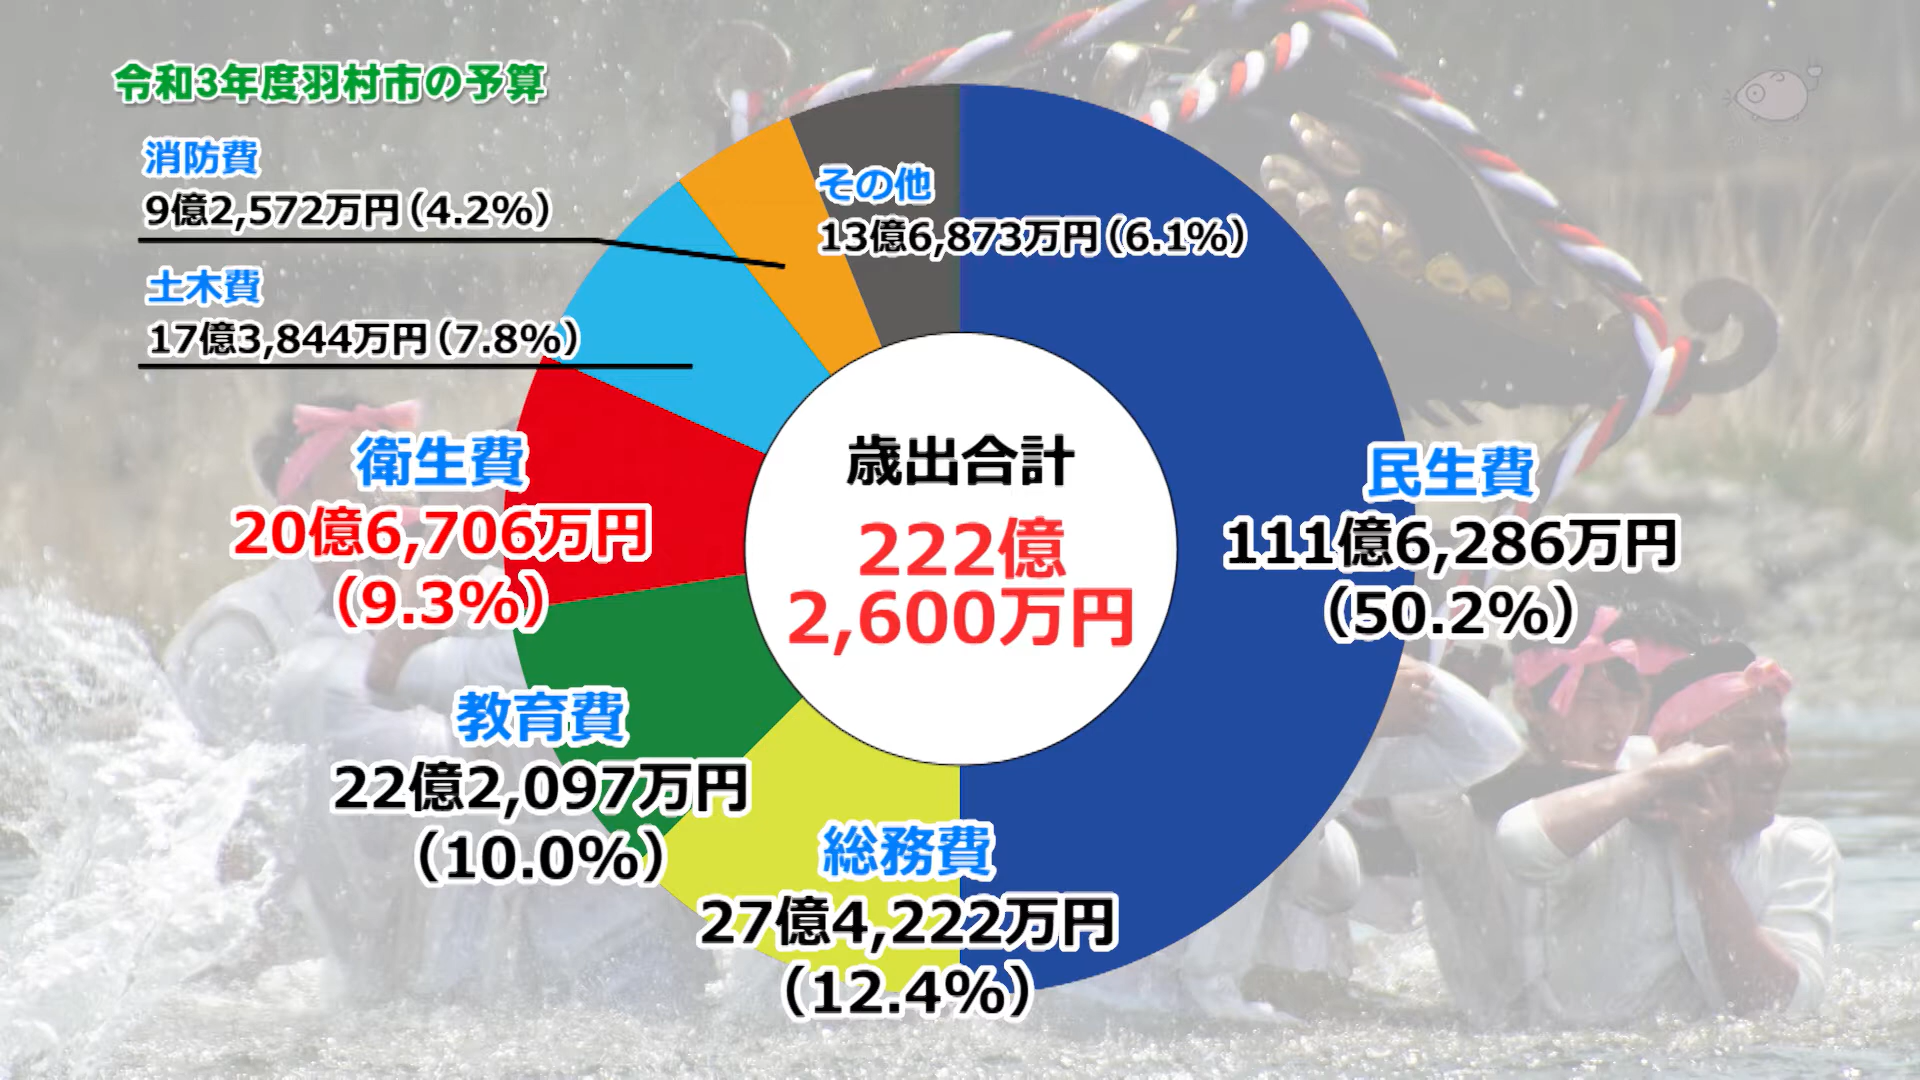 令和3年度羽村市の予算
消防費
9億2,572万円（4.2%）
土木費
17億3,844万円（7.8%）
その他
13億6,873万円（6.1%）
衛生費
20億6,706万円
（9.3%）
歳出合計
222億
2,600万円
民生費
111億6,286万円
（50.2%）
教育費
22億2,097万円
（10.0%）
総務費
27億4,222万円
（12.4%）